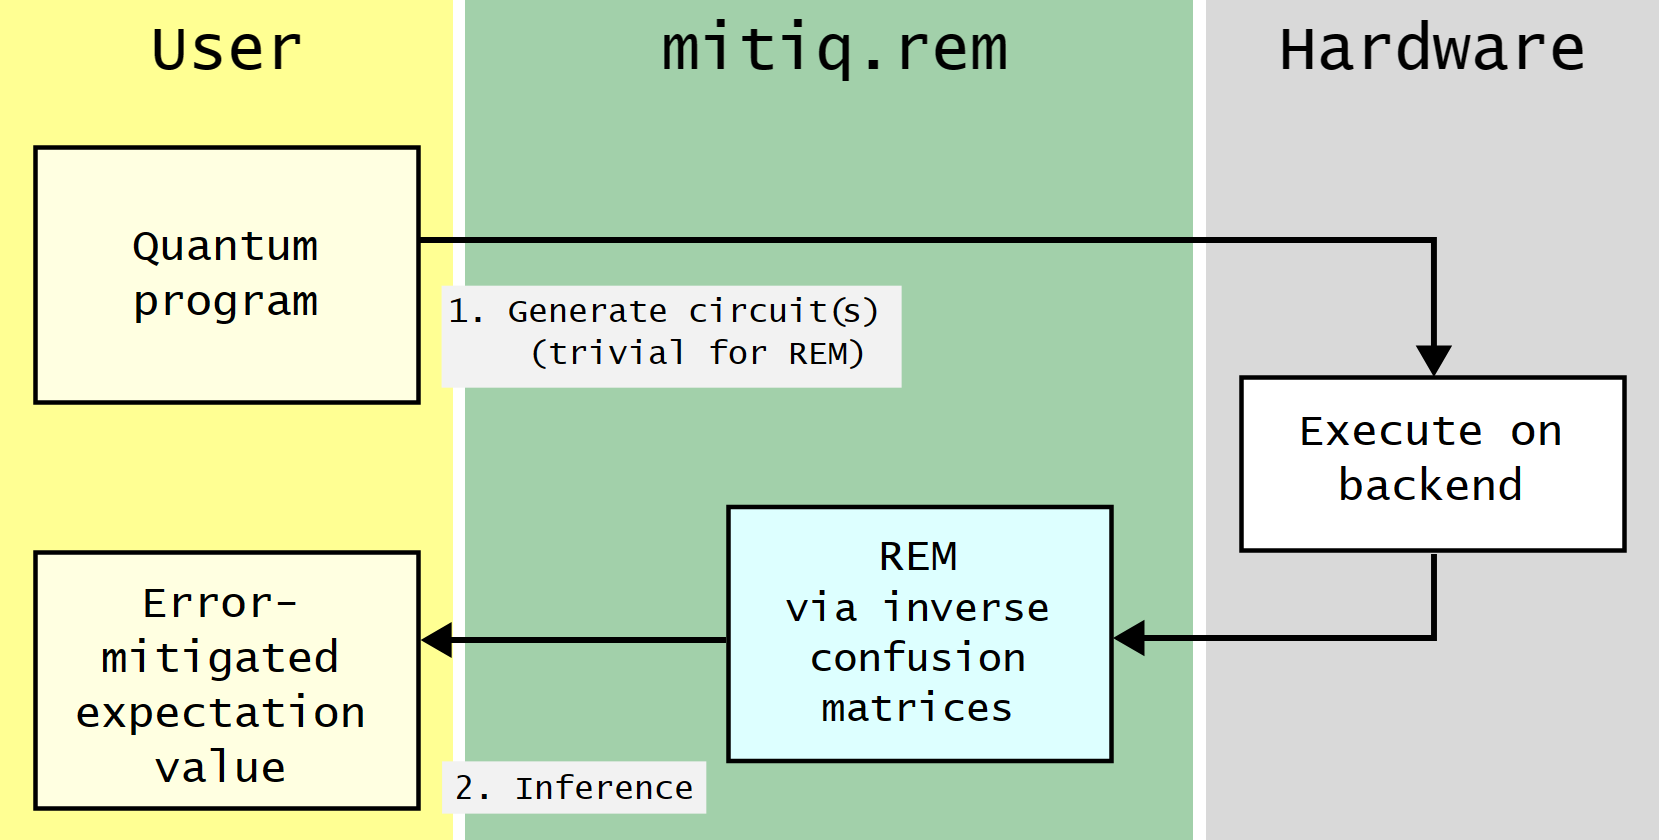 User
mitiq.rem
Hardware
Quantum
program
1. Generate circuit(s)
(trivial for REM)
Execute on
backend
REM
via inverse
confusion
matrices
Error-
mitigated
expectation
value
2. Inference